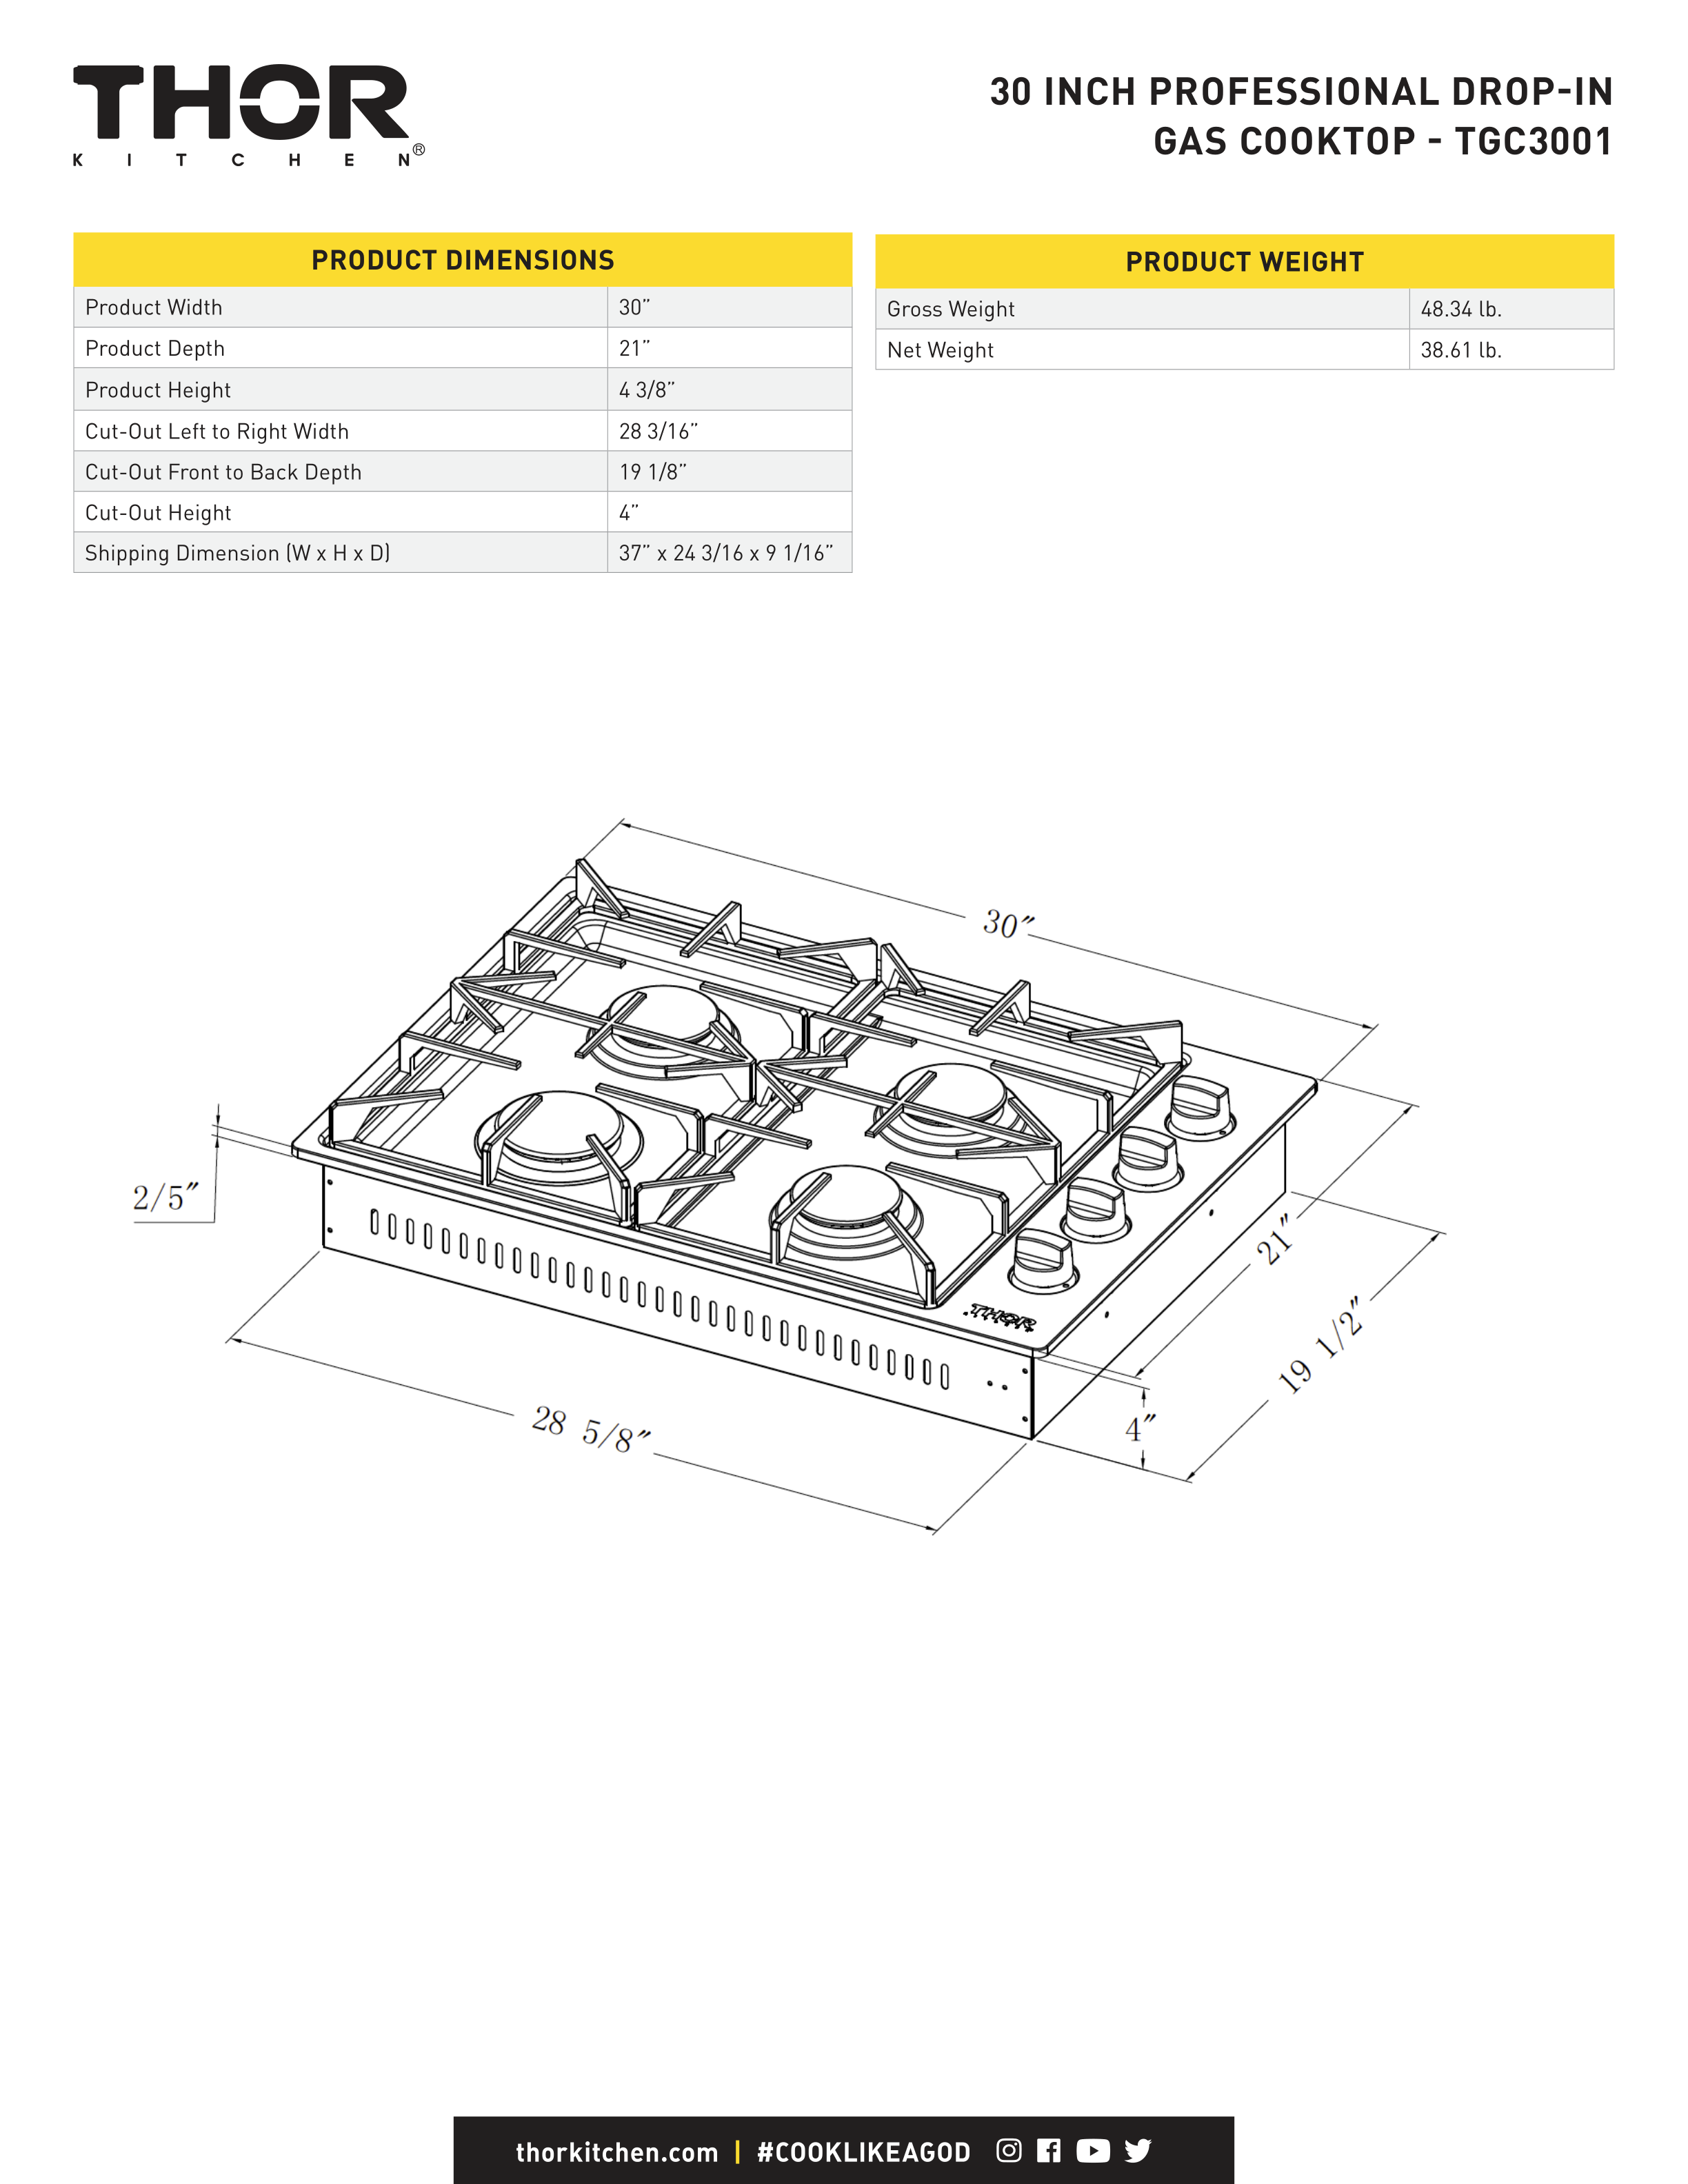 THOR
KITCHEN®
30 INCH PROFESSIONAL DROP-IN
GAS COOKTOP - TGC3001
PRODUCT DIMENSIONS
Product Width 30”
Product Depth 21”
Product Height 4 3/8”
Cut-Out Left to Right Width 28 3/16”
Cut-Out Front to Back Depth 19 1/8”
Cut-Out Height 4”
Shipping Dimension (W x H x D) 37” x 24 3/16 x 9 1/16”
PRODUCT WEIGHT
Gross Weight 48.34 lb.
Net Weight 38.61 lb.
30″
2/5″
21″
19 1/2″
THOR
4″
28 5/8″
thorkitchen.com | #COOKLIKEAGOD